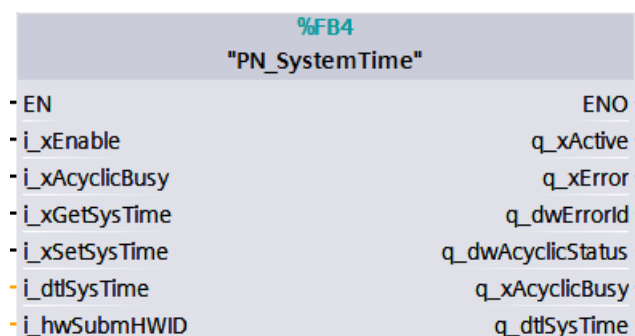 %FB4
"PN_SystemTime"
EN ENO
i_xEnable q_xActive
i_xAcyclicBusy q_xError
i_xGetSysTime q_dwErrorId
i_xSetSysTime q_dwAcyclicStatus
i_dtlSysTime q_xAcyclicBusy
i_hwSubmHWID q_dtlSysTime